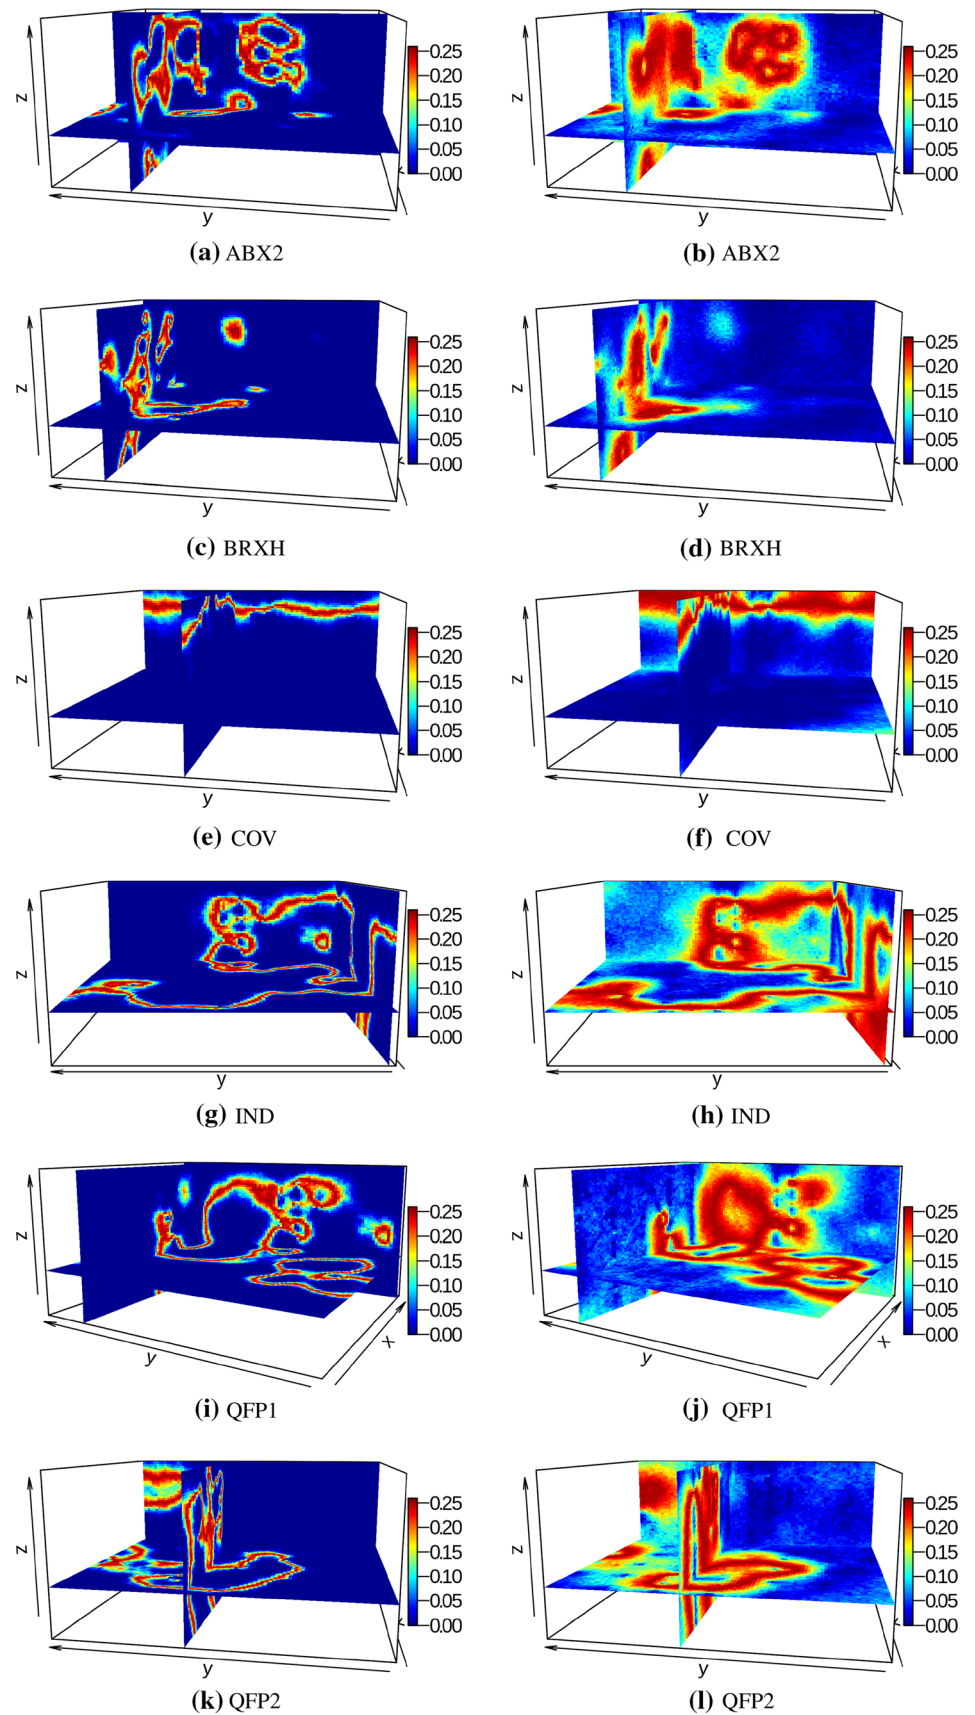 z
0.25
0.20
0.15
0.10
0.05
0.00
y
(a) ABX2
z
0.25
0.20
0.15
0.10
0.05
0.00
y
(b) ABX2
z
0.25
0.20
0.15
0.10
0.05
0.00
y
(c) BRXH
z
0.25
0.20
0.15
0.10
0.05
0.00
y
(d) BRXH
z
0.25
0.20
0.15
0.10
0.05
0.00
y
(e) COV
z
0.25
0.20
0.15
0.10
0.05
0.00
y
(f) COV
z
0.25
0.20
0.15
0.10
0.05
0.00
y
(g) IND
z
0.25
0.20
0.15
0.10
0.05
0.00
y
(h) IND
z
0.25
0.20
0.15
0.10
0.05
0.00
x
y
(i) QFP1
z
0.25
0.20
0.15
0.10
0.05
0.00
x
y
(j) QFP1
z
0.25
0.20
0.15
0.10
0.05
0.00
y
(k) QFP2
z
0.25
0.20
0.15
0.10
0.05
0.00
y
(l) QFP2